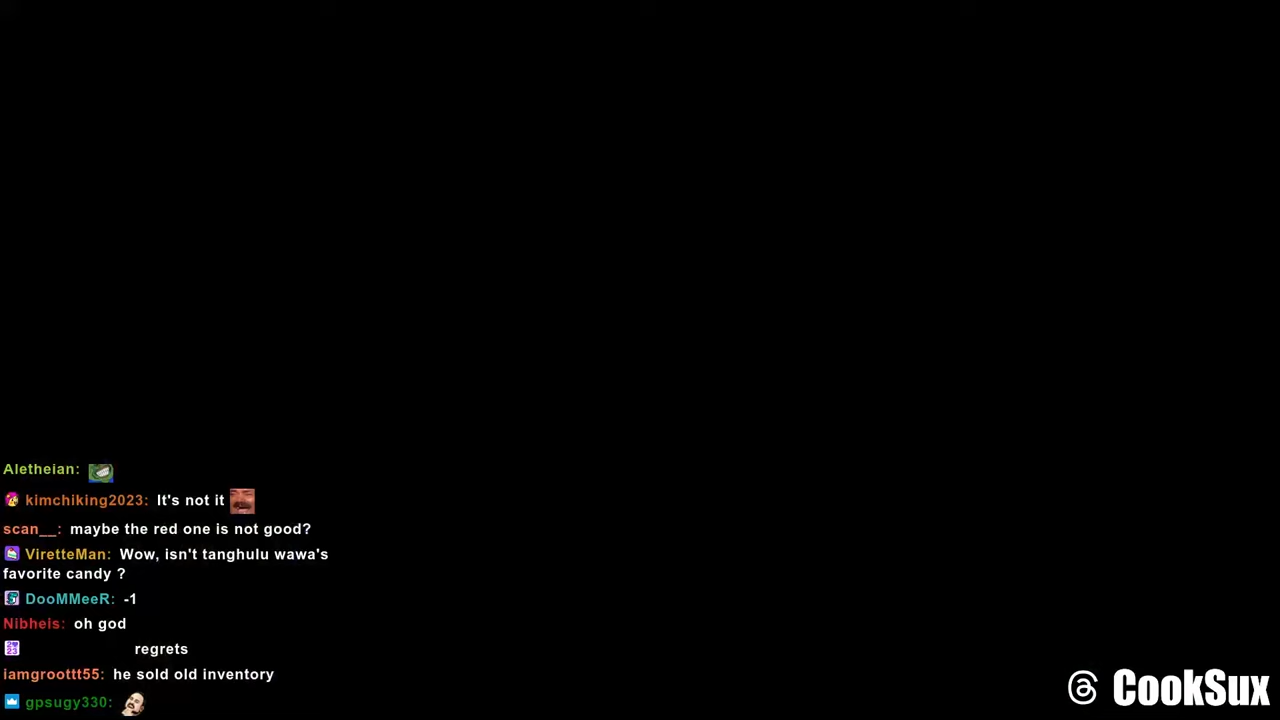 Aletheian:
kimchiking2023: It's not it
scan__: maybe the red one is not good?
ViretteMan: Wow, isn't tanghulu wawa's
favorite candy ?
DooMMeeR: -1
Nibheis: oh god
regrets
iamgroottt55: he sold old inventory
gpsugy330:
CookSux